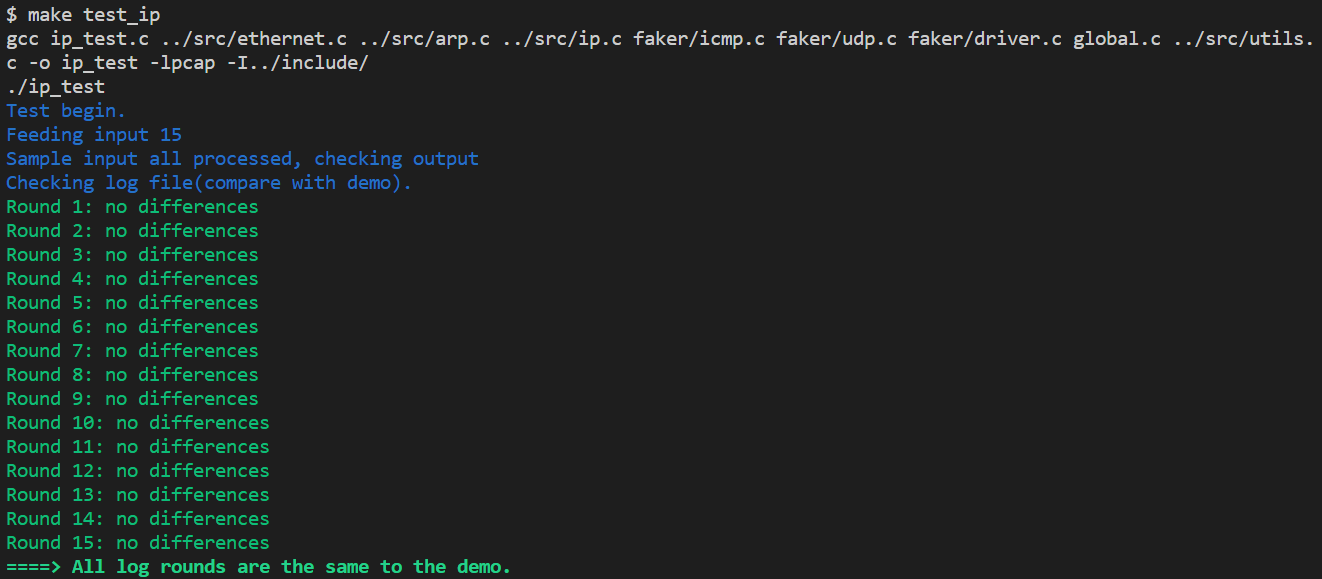 $ make test_ip
gcc ip_test.c ../src/ethernet.c ../src/arp.c ../src/ip.c faker/icmp.c faker/udp.c faker/driver.c global.c ../src/utils.
c -o ip_test -lpcap -I../include/
./ip_test
Test begin.
Feeding input 15
Sample input all processed, checking output
Checking log file(compare with demo).
Round 1: no differences
Round 2: no differences
Round 3: no differences
Round 4: no differences
Round 5: no differences
Round 6: no differences
Round 7: no differences
Round 8: no differences
Round 9: no differences
Round 10: no differences
Round 11: no differences
Round 12: no differences
Round 13: no differences
Round 14: no differences
Round 15: no differences
====> All log rounds are the same to the demo.